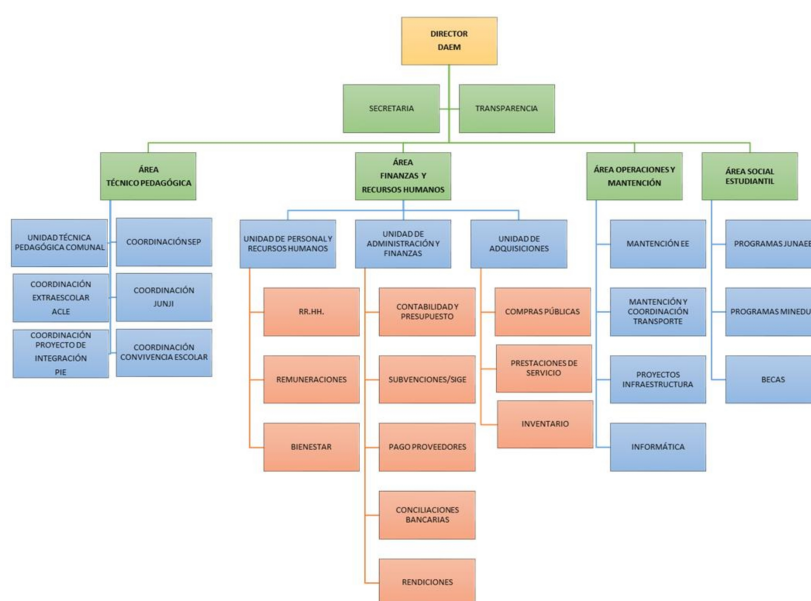 DIRECTOR
DAEM
SECRETARIA
TRANSPARENCIA
ÁREA
TÉCNICO PEDAGÓGICA
ÁREA
FINANZAS Y
RECURSOS HUMANOS
ÁREA OPERACIONES Y
MANTENCIÓN
ÁREA SOCIAL
ESTUDIANTIL
UNIDAD TÉCNICA
PEDAGÓGICA COMUNAL
COORDINACIÓN SEP
COORDINACIÓN
EXTRAESCOLAR
ACLE
COORDINACIÓN
JUNJI
COORDINACIÓN
PROYECTO DE
INTEGRACIÓN
PIE
COORDINACIÓN
CONVIVENCIA ESCOLAR
UNIDAD DE PERSONAL Y
RECURSOS HUMANOS
RR.HH.
REMUNERACIONES
BIENESTAR
UNIDAD DE
ADMINISTRACIÓN Y
FINANZAS
CONTABILIDAD Y
PRESUPUESTO
SUBVENCIONES/SIGE
PAGO PROVEEDORES
CONCILIACIONES
BANCARIAS
RENDICIONES
UNIDAD DE
ADQUISICIONES
COMPRAS PÚBLICAS
PRESTACIONES DE
SERVICIO
INVENTARIO
MANTENCIÓN EE
MANTENCIÓN Y
COORDINACIÓN
TRANSPORTE
PROYECTOS
INFRAESTRUCTURA
INFORMÁTICA
PROGRAMAS JUNAEB
PROGRAMAS MINEDUC
BECAS